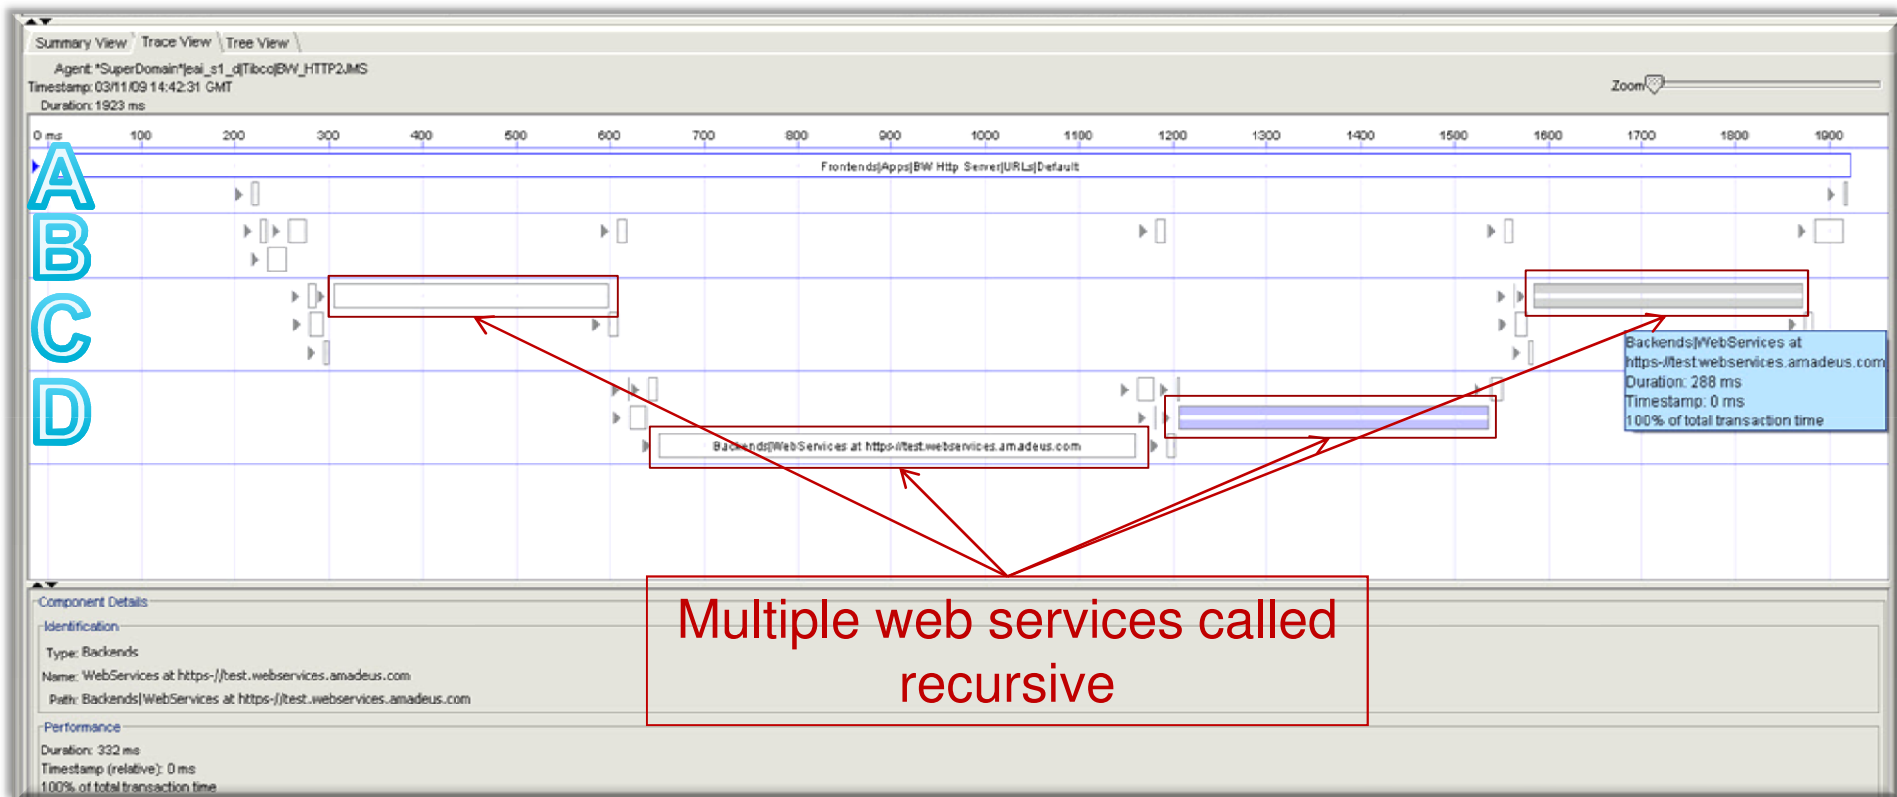 Summary View Trace View Tree View
Agent: *SuperDomain*|eai_s1_d|Tibco|BW_HTTP2JMS
Timestamp: 03/11/09 14:42:31 GMT
Duration: 1923 ms
Zoom
0 ms 100 200 300 400 500 600 700 800 900 1000 1100 1200 1300 1400 1500 1600 1700 1800 1900
Frontends|Apps|BW Http Server|URLs|Default
A
B
C
D
Backends|WebServices at
https-//test.webservices.amadeus.com
Duration: 288 ms
Timestamp: 0 ms
100% of total transaction time
Backends|WebServices at https-//test.webservices.amadeus.com
Multiple web services called
recursive
Component Details
Identification
Type: Backends
Name: WebServices at https-//test.webservices.amadeus.com
Path: Backends|WebServices at https-//test.webservices.amadeus.com
Performance
Duration: 332 ms
Timestamp (relative): 0 ms
100% of total transaction time